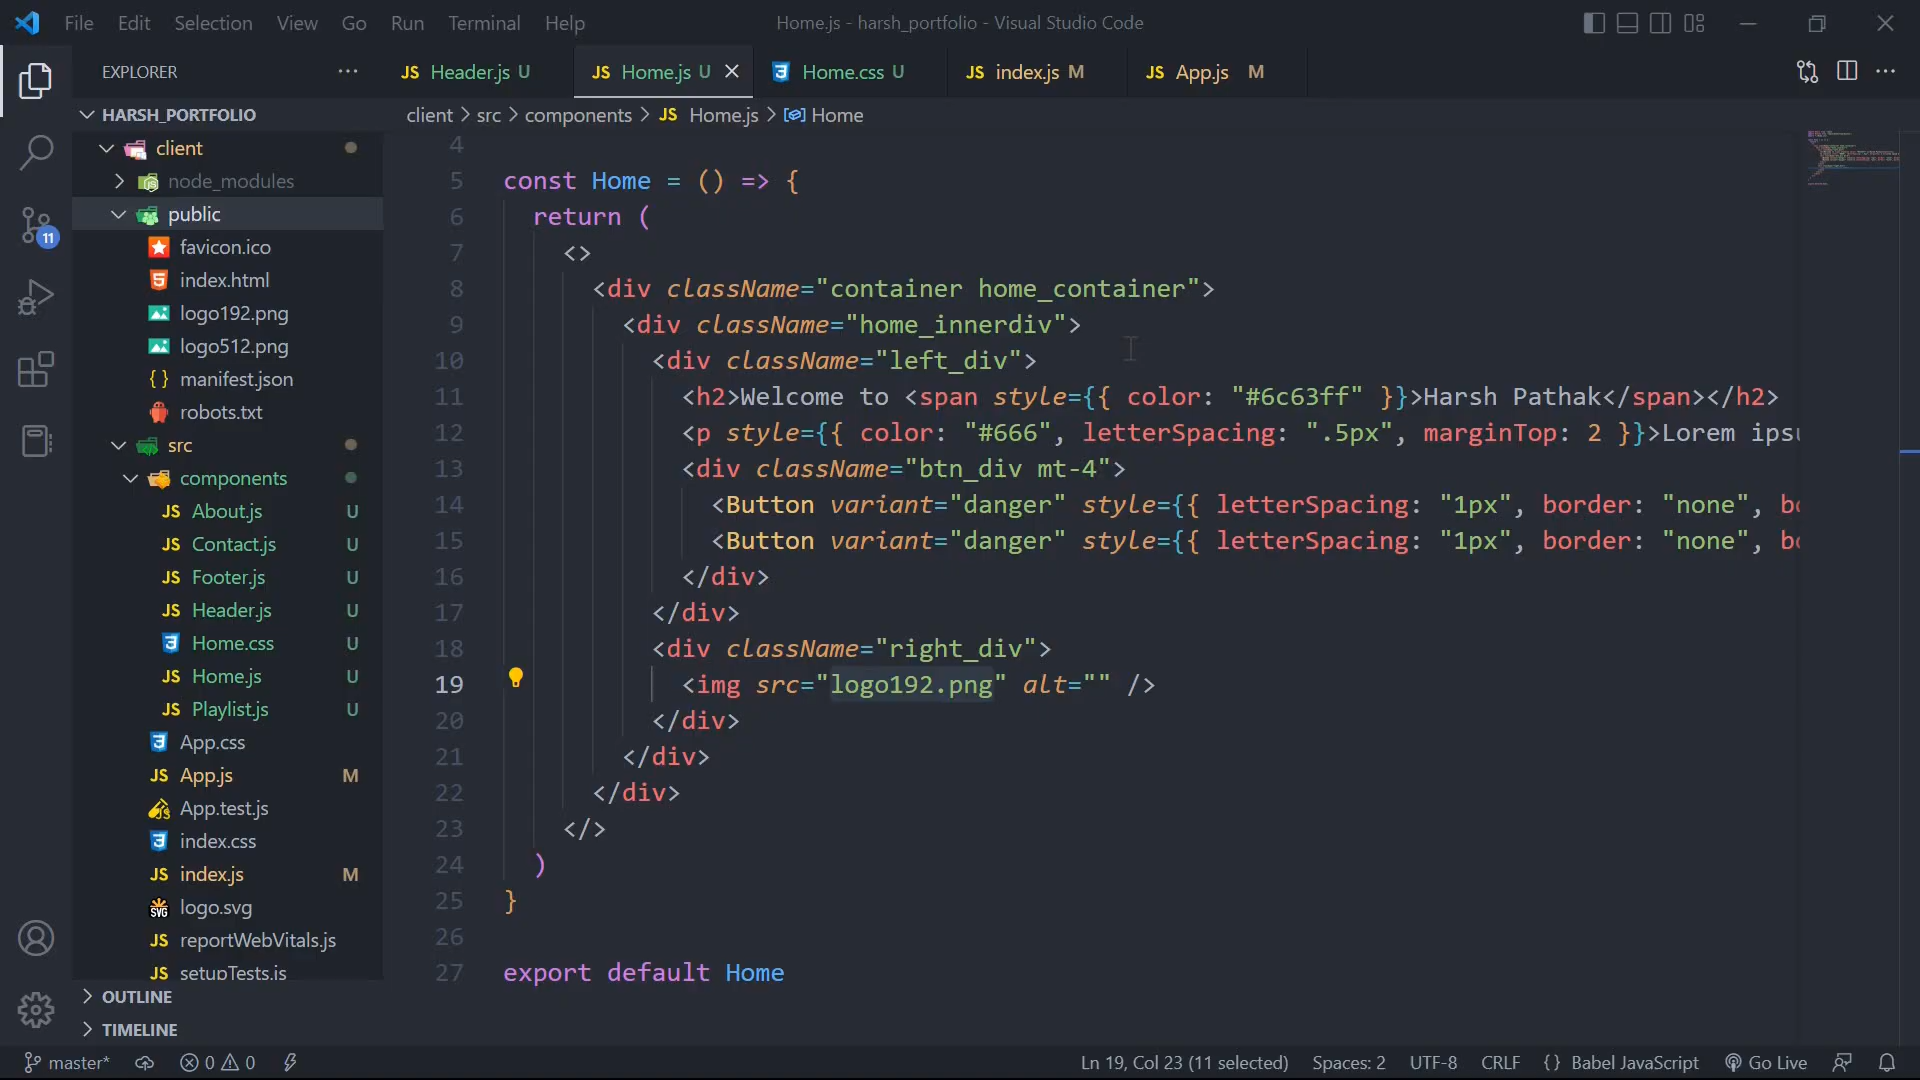 File Edit Selection View Go Run Terminal Help
Home.js - harsh_portfolio - Visual Studio Code
EXPLORER
HARSH_PORTFOLIO
client
node_modules
public
favicon.ico
index.html
logo192.png
logo512.png
{ } manifest.json
robots.txt
src
components
JS About.js U
JS Contact.js U
JS Footer.js U
JS Header.js U
Home.css U
JS Home.js U
JS Playlist.js U
App.css
JS App.js M
App.test.js
index.css
JS index.js M
SVG logo.svg
JS reportWebVitals.js
JS setupTests.js
OUTLINE
TIMELINE
11
JS Header.js U
JS Home.js U
Home.css U
JS index.js M
JS App.js M
client > src > components > JS Home.js > Home
4
5 const Home = () => {
6 return (
7 <>
8 <div className="container home_container">
9 <div className="home_innerdiv">
10 <div className="left_div">
11 <h2>Welcome to <span style={{ color: "#6c63ff" }}>Harsh Pathak</span></h2>
12 <p style={{ color: "#666", letterSpacing: ".5px", marginTop: 2 }}>Lorem ipsu
13 <div className="btn_div mt-4">
14 <Button variant="danger" style={{ letterSpacing: "1px", border: "none", bo
15 <Button variant="danger" style={{ letterSpacing: "1px", border: "none", bo
16 </div>
17 </div>
18 <div className="right_div">
19 <img src="logo192.png" alt="" />
20 </div>
21 </div>
22 </div>
23 </>
24 )
25 }
26
27 export default Home
master* 0 0
Ln 19, Col 23 (11 selected) Spaces: 2 UTF-8 CRLF { } Babel JavaScript Go Live